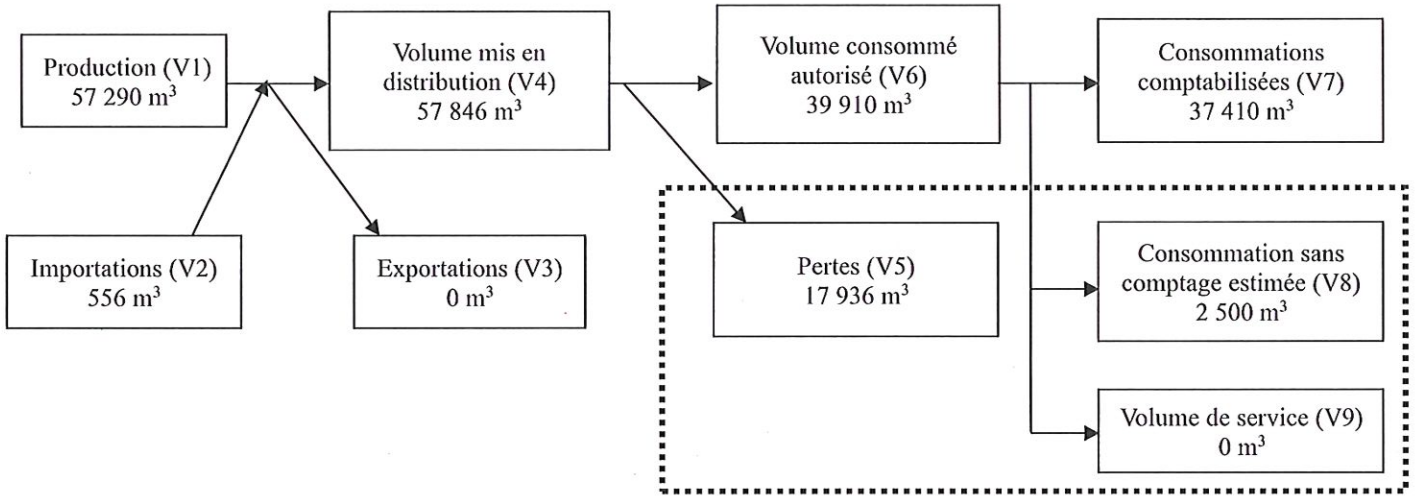 Production (V1)
57 290 m³
Volume mis en
distribution (V4)
57 846 m³
Volume consommé
autorisé (V6)
39 910 m³
Consommations
comptabilisées (V7)
37 410 m³
Importations (V2)
556 m³
Exportations (V3)
0 m³
Pertes (V5)
17 936 m³
Consommation sans
comptage estimée (V8)
2 500 m³
Volume de service (V9)
0 m³